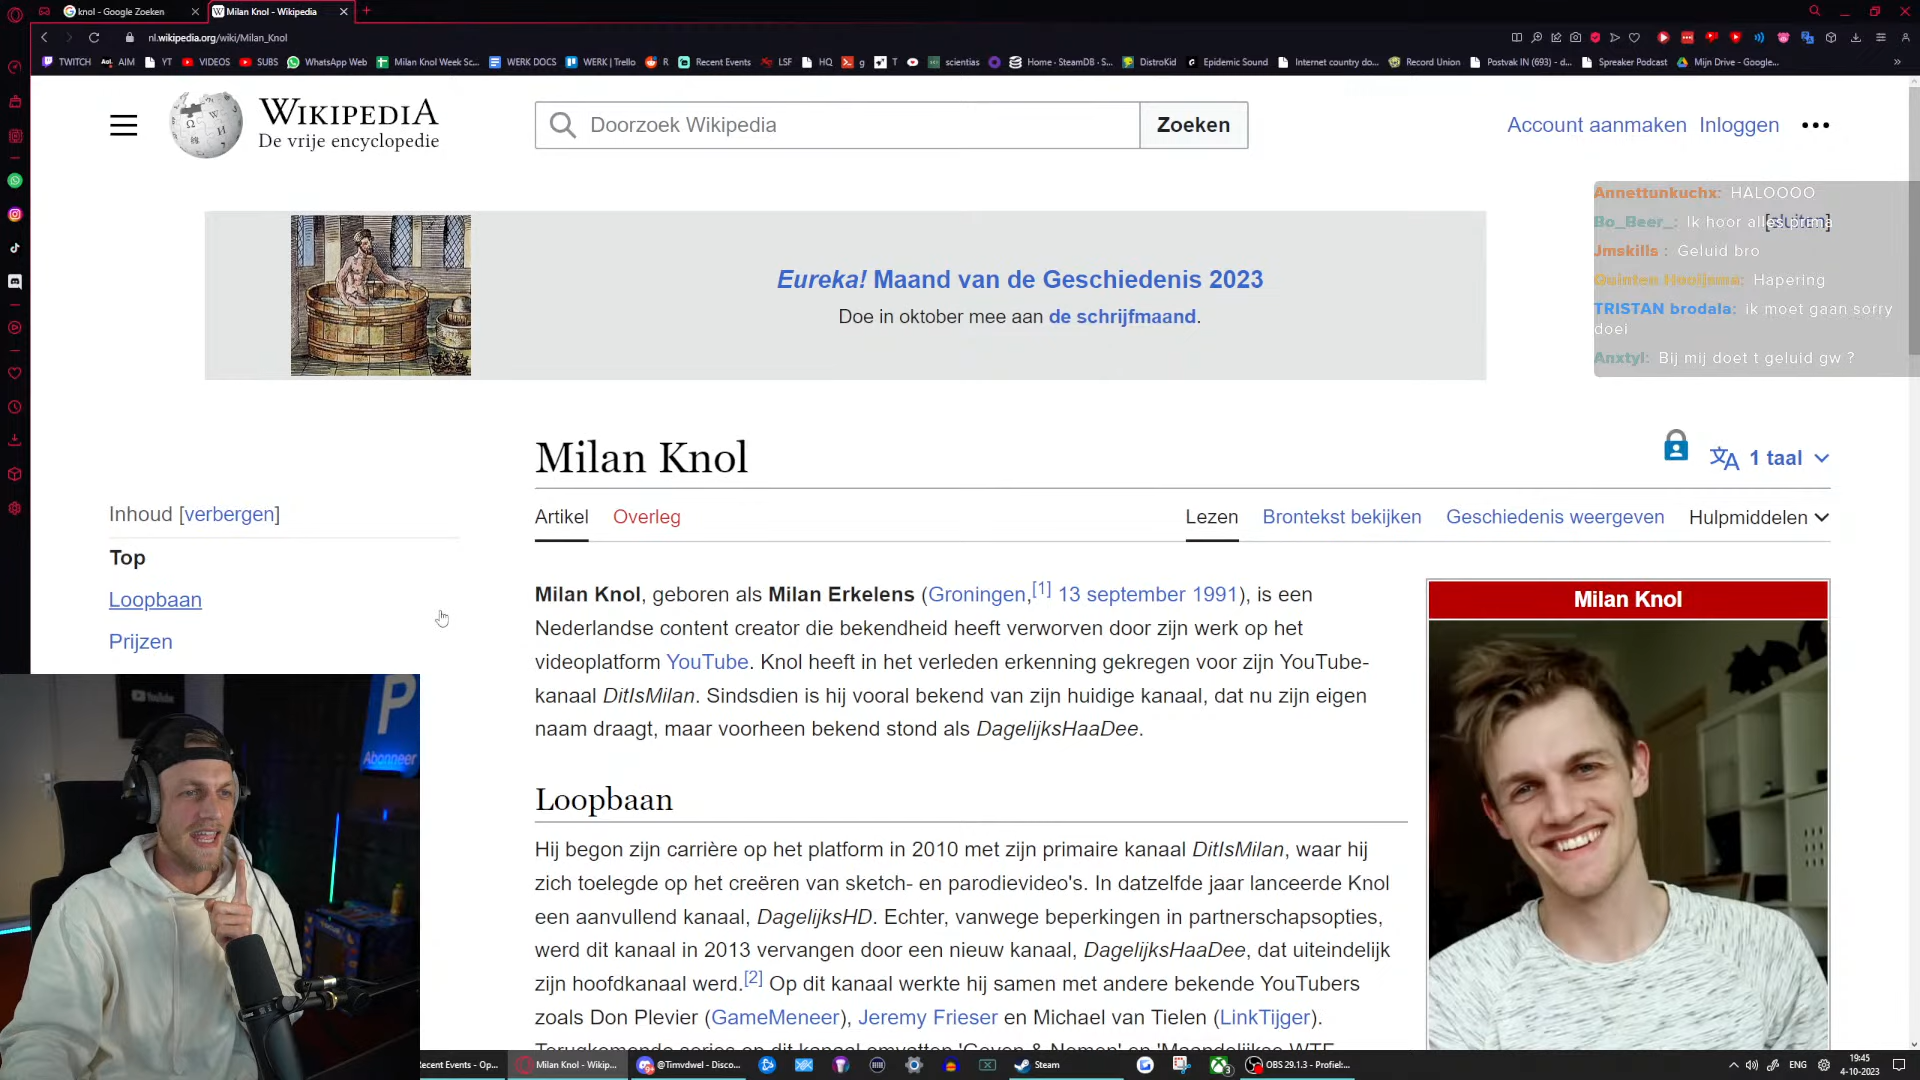 knol - Google Zoeken
Milan Knol - Wikipedia
nl.wikipedia.org/wiki/Milan_Knol
TWITCH
AIM
YT
VIDEOS
SUBS
WhatsApp Web
Milan Knol Week Sc...
WERK DOCS
WERK | Trello
R
Recent Events
LSF
HQ
g
T
scientias
Home · SteamDB · S...
DistroKid
Epidemic Sound
Internet country do...
Record Union
Postvak IN (693) - d...
Spreaker Podcast
Mijn Drive - Google...
WIKIPEDIA
De vrije encyclopedie
Doorzoek Wikipedia
Zoeken
Account aanmaken
Inloggen
Eureka! Maand van de Geschiedenis 2023
Doe in oktober mee aan de schrijfmaand.
[sluiten]
Annettunkuchx: HALOOOO
Bo_Beer_: Ik hoor alles prima
Jmskills : Geluid bro
Quinten Hooijsma: Hapering
TRISTAN brodala: ik moet gaan sorry
doei
Anxtyl: Bij mij doet t geluid gw ?
Milan Knol
1 taal
Artikel
Overleg
Lezen
Brontekst bekijken
Geschiedenis weergeven
Hulpmiddelen
Inhoud [verbergen]
Top
Loopbaan
Prijzen
Milan Knol, geboren als Milan Erkelens (Groningen,[1] 13 september 1991), is een
Nederlandse content creator die bekendheid heeft verworven door zijn werk op het
videoplatform YouTube. Knol heeft in het verleden erkenning gekregen voor zijn YouTube-
kanaal DitIsMilan. Sindsdien is hij vooral bekend van zijn huidige kanaal, dat nu zijn eigen
naam draagt, maar voorheen bekend stond als DagelijksHaaDee.
Milan Knol
Loopbaan
Hij begon zijn carrière op het platform in 2010 met zijn primaire kanaal DitIsMilan, waar hij
zich toelegde op het creëren van sketch- en parodievideo's. In datzelfde jaar lanceerde Knol
een aanvullend kanaal, DagelijksHD. Echter, vanwege beperkingen in partnerschapsopties,
werd dit kanaal in 2013 vervangen door een nieuw kanaal, DagelijksHaaDee, dat uiteindelijk
zijn hoofdkanaal werd.[2] Op dit kanaal werkte hij samen met andere bekende YouTubers
zoals Don Plevier (GameMeneer), Jeremy Frieser en Michael van Tielen (LinkTijger).
Terugkomende series op dit kanaal omvatten 'Geven & Nemen' en 'Maandelijkse WTF
YouTube
P
Abonneer
Recent Events - Op...
Milan Knol - Wikip...
@Timvdwel - Disco...
Steam
3
OBS 29.1.3 - Profiel:...
ENG
19:45
4-10-2023